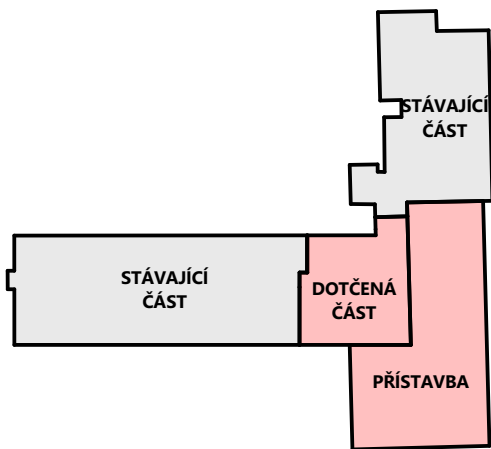 STÁVAJÍCÍ
ČÁST
STÁVAJÍCÍ
ČÁST
DOTČENÁ
ČÁST
PŘÍSTAVBA